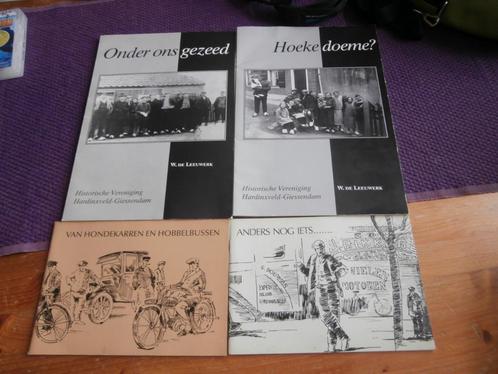 Onder ons gezeed
W. DE LEEUWERK
Historische Vereniging
Hardinxveld-Giessendam
Hoeke doeme?
W. DE LEEUWERK
Historische Vereniging
Hardinxveld-Giessendam
VAN HONDEKARREN EN HOBBELBUSSEN
ANDERS NOG IETS.......
MOTOREN